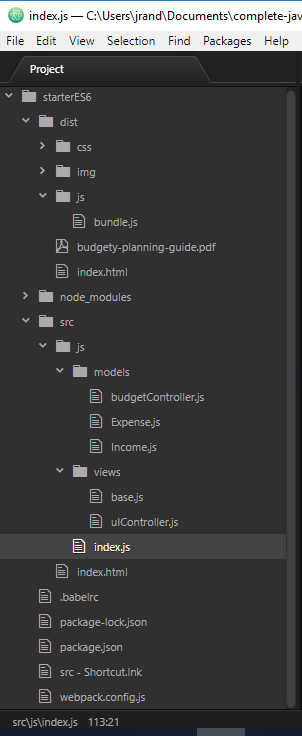 index.js — C:\Users\jrand\Documents\complete-jav
File Edit View Selection Find Packages Help
Project
starterES6
dist
css
img
js
bundle.js
budgety-planning-guide.pdf
index.html
node_modules
src
js
models
budgetController.js
Expense.js
Income.js
views
base.js
uIController.js
index.js
index.html
.babelrc
package-lock.json
package.json
src - Shortcut.lnk
webpack.config.js
src\js\index.js 113:21